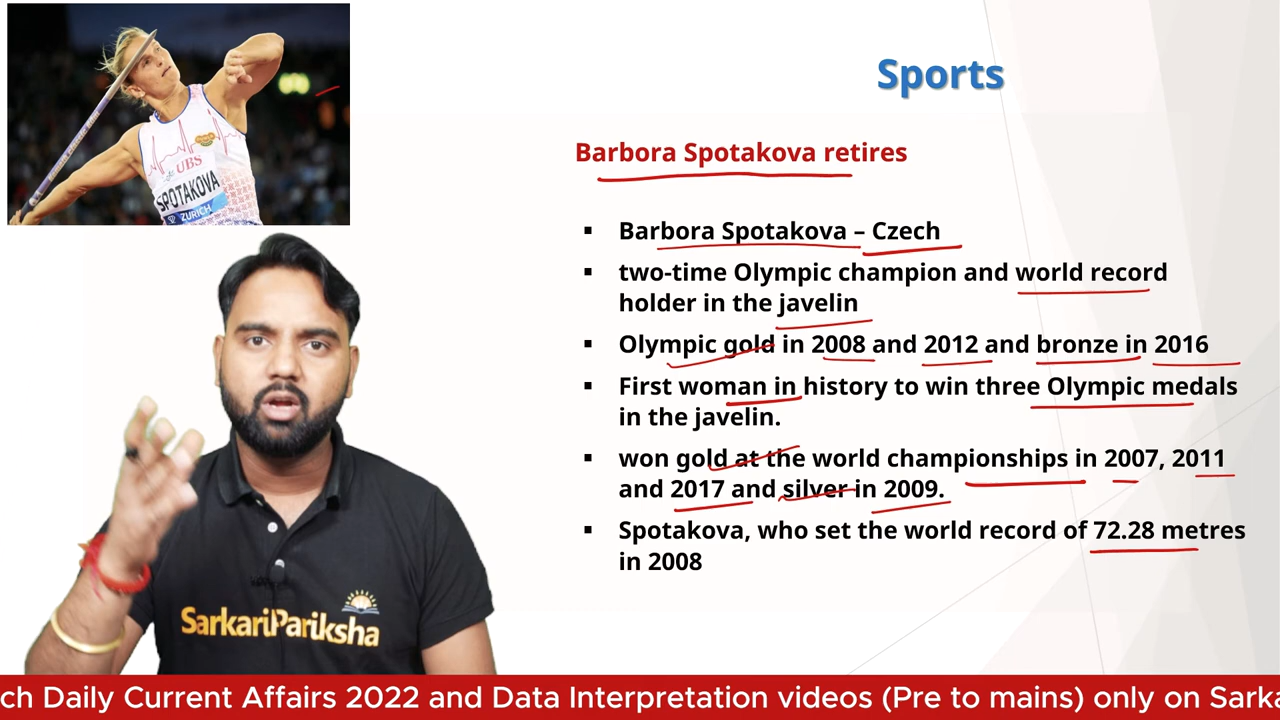 UBS
SPOTAKOVA
ZURICH
Sports
Barbora Spotakova retires
▪ Barbora Spotakova – Czech
▪ two-time Olympic champion and world record
holder in the javelin
▪ Olympic gold in 2008 and 2012 and bronze in 2016
▪ First woman in history to win three Olympic medals
in the javelin.
▪ won gold at the world championships in 2007, 2011
and 2017 and silver in 2009.
▪ Spotakova, who set the world record of 72.28 metres
in 2008
SarkariPariksha
ch Daily Current Affairs 2022 and Data Interpretation videos (Pre to mains) only on Sarka